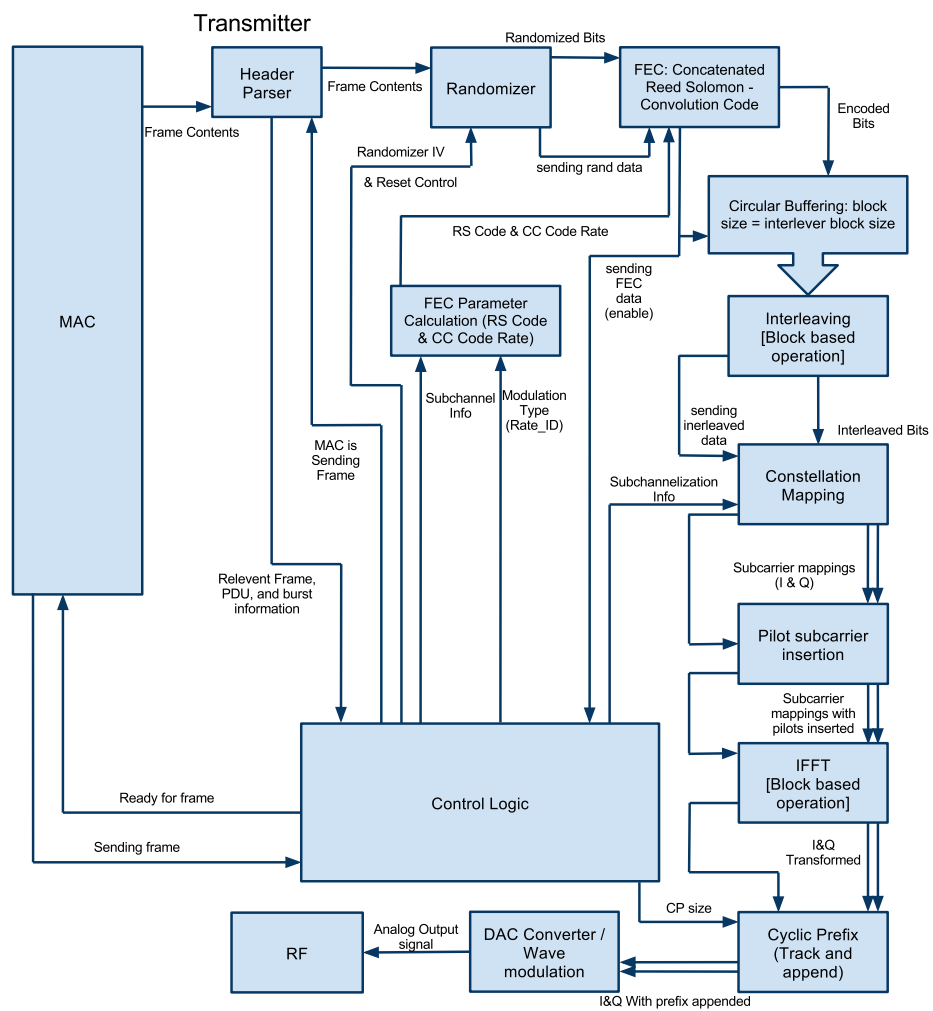 Transmitter
MAC
Frame Contents
Header
Parser
Frame Contents
Randomizer
Randomized Bits
sending rand data
FEC: Concatenated
Reed Solomon -
Convolution Code
Encoded
Bits
Randomizer IV
& Reset Control
RS Code & CC Code Rate
Circular Buffering: block
size = interlever block size
sending
FEC
data
(enable)
FEC Parameter
Calculation (RS Code
& CC Code Rate)
Interleaving
[Block based
operation]
Subchannel
Info
Modulation
Type
(Rate_ID)
sending
inerleaved
data
Interleaved Bits
MAC is
Sending
Frame
Subchannelization
Info
Constellation
Mapping
Relevent Frame,
PDU, and burst
information
Subcarrier mappings
(I & Q)
Pilot subcarrier
insertion
Subcarrier
mappings with
pilots inserted
IFFT
[Block based
operation]
Control Logic
Ready for frame
Sending frame
I&Q
Transformed
CP size
Cyclic Prefix
(Track and
append)
I&Q With prefix appended
DAC Converter /
Wave
modulation
Analog Output
signal
RF